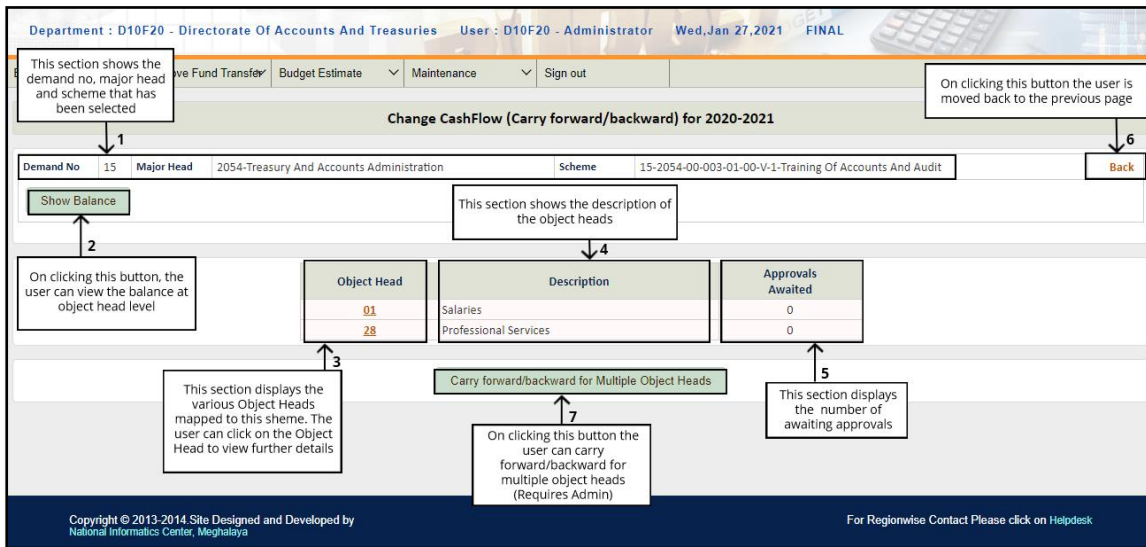 Department : D10F20 - Directorate Of Accounts And Treasuries User : D10F20 - Administrator Wed,Jan 27,2021 FINAL
This section shows the
demand no, major head
and scheme that has
been selected
1
ove Fund Transfer Budget Estimate Maintenance Sign out
On clicking this button the user is
moved back to the previous page
6
Change CashFlow (Carry forward/backward) for 2020-2021
Demand No 15 Major Head 2054-Treasury And Accounts Administration Scheme 15-2054-00-003-01-00-V-1-Training Of Accounts And Audit Back
Show Balance
2
On clicking this button, the
user can view the balance at
object head level
This section shows the description of
the object heads
4
Object Head Description Approvals Awaited
01 Salaries 0
28 Professional Services 0
3
This section displays the
various Object Heads
mapped to this sheme. The
user can click on the Object
Head to view further details
Carry forward/backward for Multiple Object Heads
7
On clicking this button the
user can carry
forward/backward for
multiple object heads
(Requires Admin)
5
This section displays
the number of
awaiting approvals
Copyright © 2013-2014.Site Designed and Developed by
National Informatics Center, Meghalaya
For Regionwise Contact Please click on Helpdesk